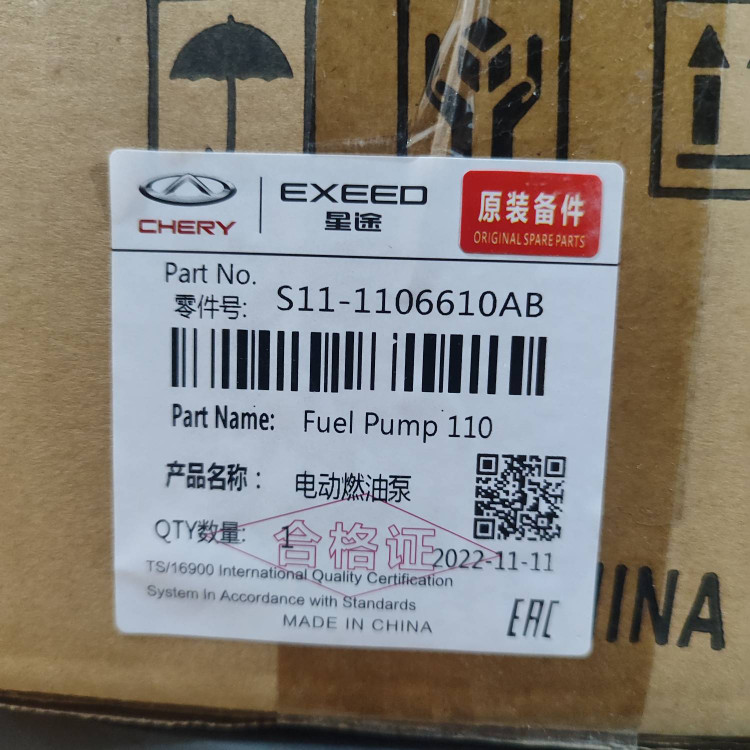 CHERY
EXEED
星途
原装备件
ORIGINAL SPARE PARTS
Part No.
零件号: S11-1106610AB
Part Name: Fuel Pump 110
产品名称： 电动燃油泵
QTY数量: 1
合格证
2022-11-11
TS/16900 International Quality Certification
System In Accordance with Standards
MADE IN CHINA
EAC
INA